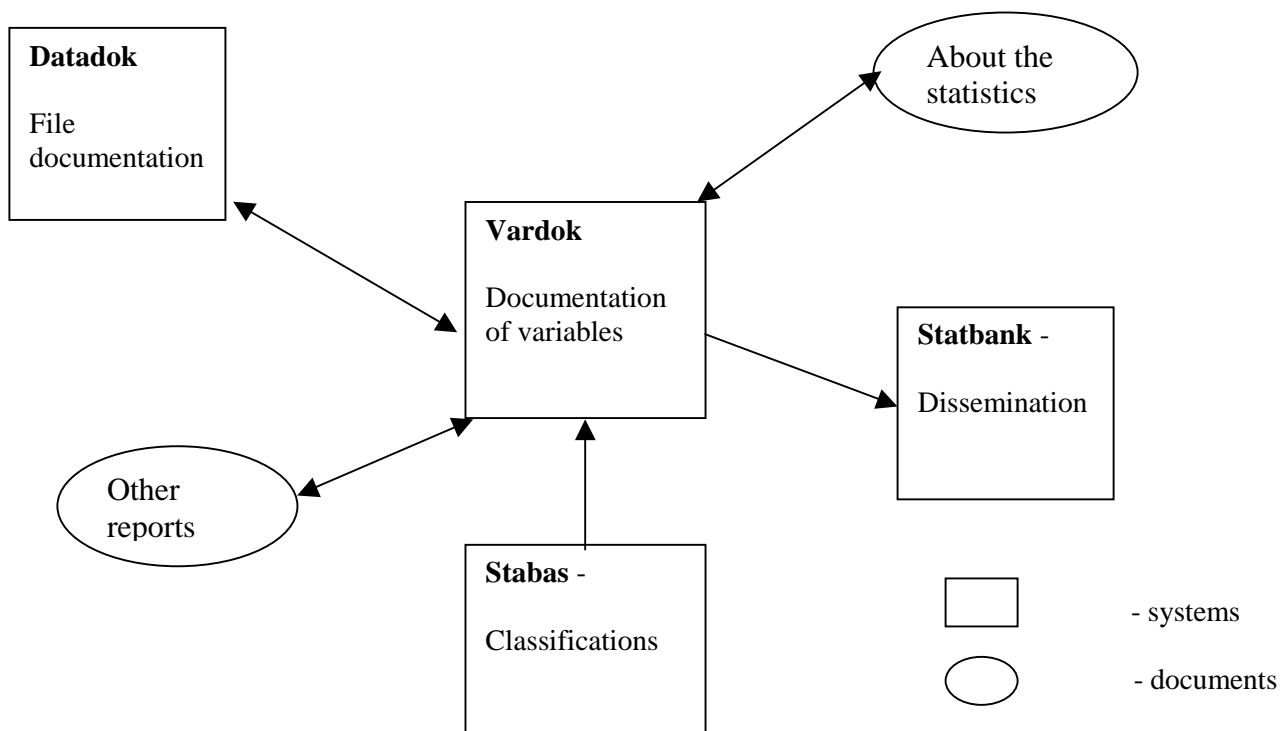 Datadok
File
documentation
About the
statistics
Vardok
Documentation
of variables
Statbank -
Dissemination
Other
reports
Stabas -
Classifications
- systems
- documents